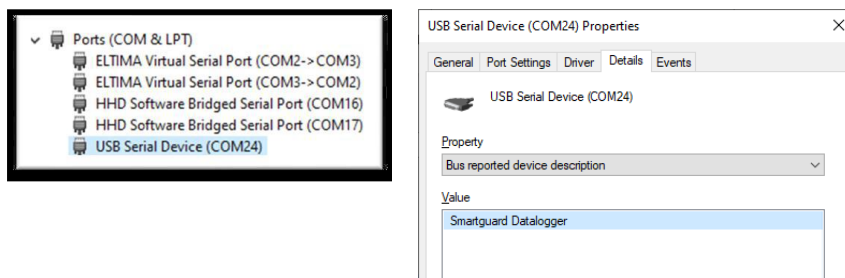 Ports (COM & LPT)
ELTIMA Virtual Serial Port (COM2->COM3)
ELTIMA Virtual Serial Port (COM3->COM2)
HHD Software Bridged Serial Port (COM16)
HHD Software Bridged Serial Port (COM17)
USB Serial Device (COM24)
USB Serial Device (COM24) Properties
General Port Settings Driver Details Events
USB Serial Device (COM24)
Property
Bus reported device description
Value
Smartguard Datalogger